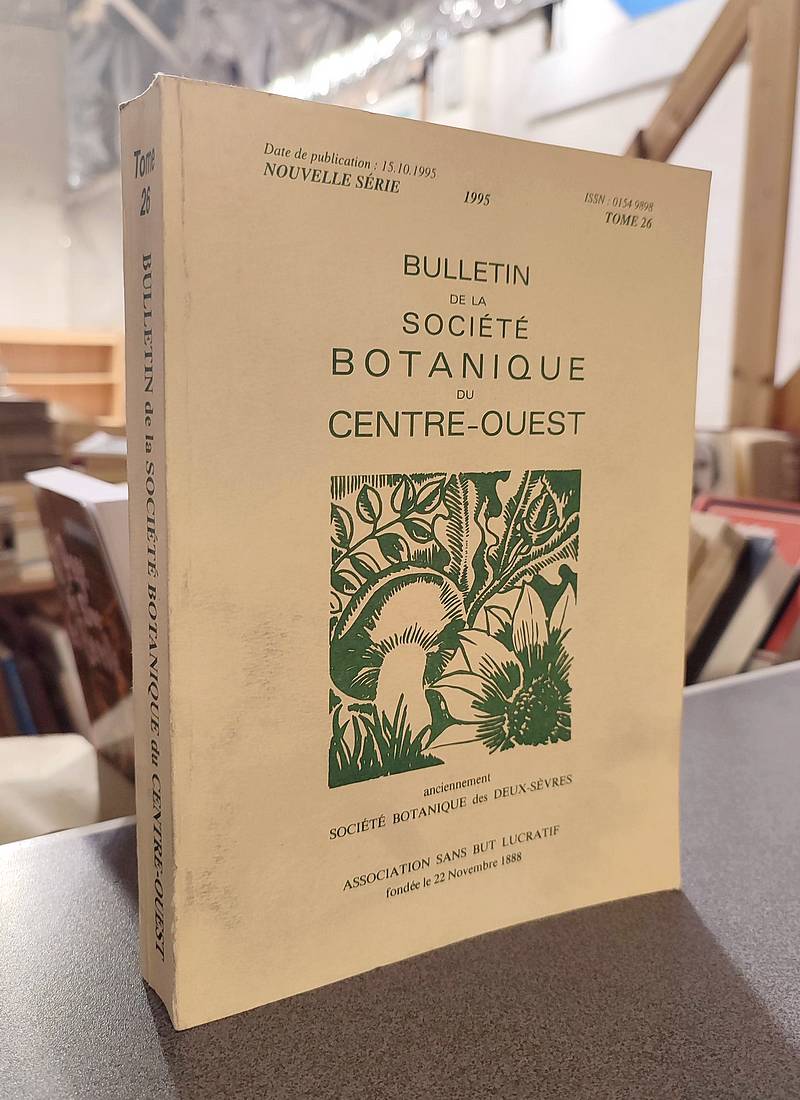 Tome
26
BULLETIN de la SOCIÉTÉ BOTANIQUE du CENTRE-OUEST
Date de publication : 15.10.1995
NOUVELLE SÉRIE
1995
ISSN : 0154 9898
TOME 26
BULLETIN
DE LA
SOCIÉTÉ
BOTANIQUE
DU
CENTRE-OUEST
anciennement
SOCIÉTÉ BOTANIQUE des DEUX-SÈVRES
ASSOCIATION SANS BUT LUCRATIF
fondée le 22 Novembre 1888